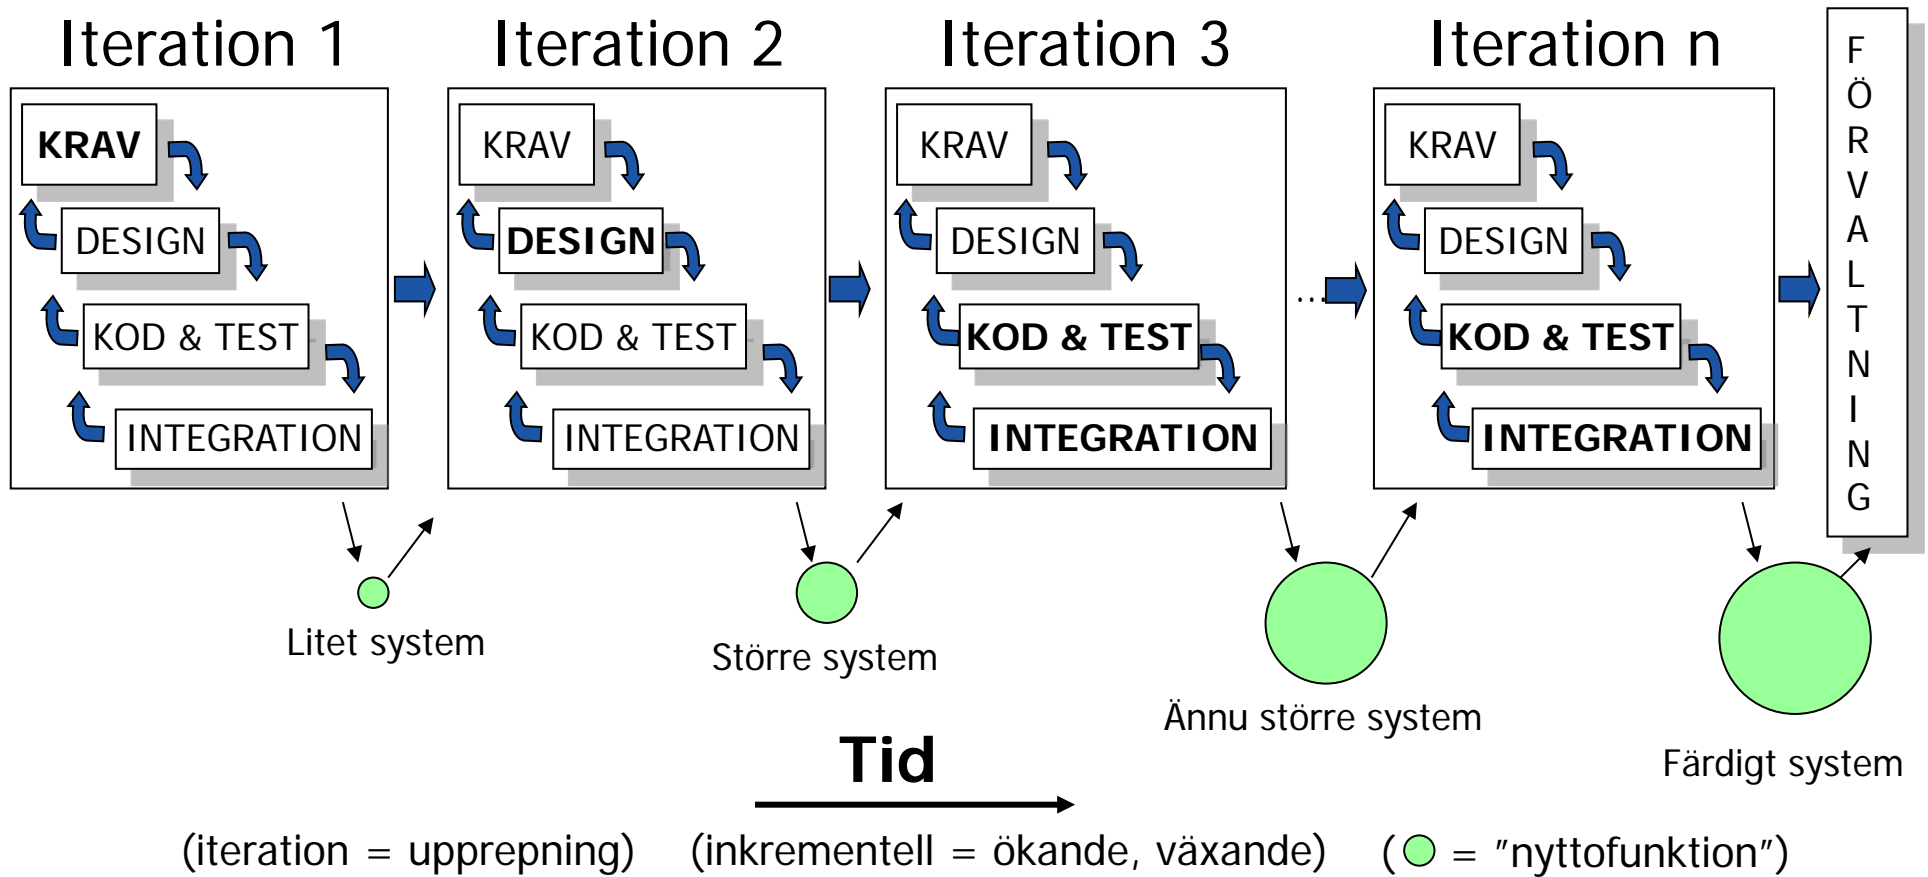 Iteration 1
Iteration 2
Iteration 3
Iteration n
KRAV
DESIGN
KOD & TEST
INTEGRATION
KRAV
DESIGN
KOD & TEST
INTEGRATION
KRAV
DESIGN
KOD & TEST
INTEGRATION
...
KRAV
DESIGN
KOD & TEST
INTEGRATION
F
Ö
R
V
A
L
T
N
I
N
G
Litet system
Större system
Ännu större system
Färdigt system
Tid
(iteration = upprepning) (inkrementell = ökande, växande) ( = ”nyttofunktion”)